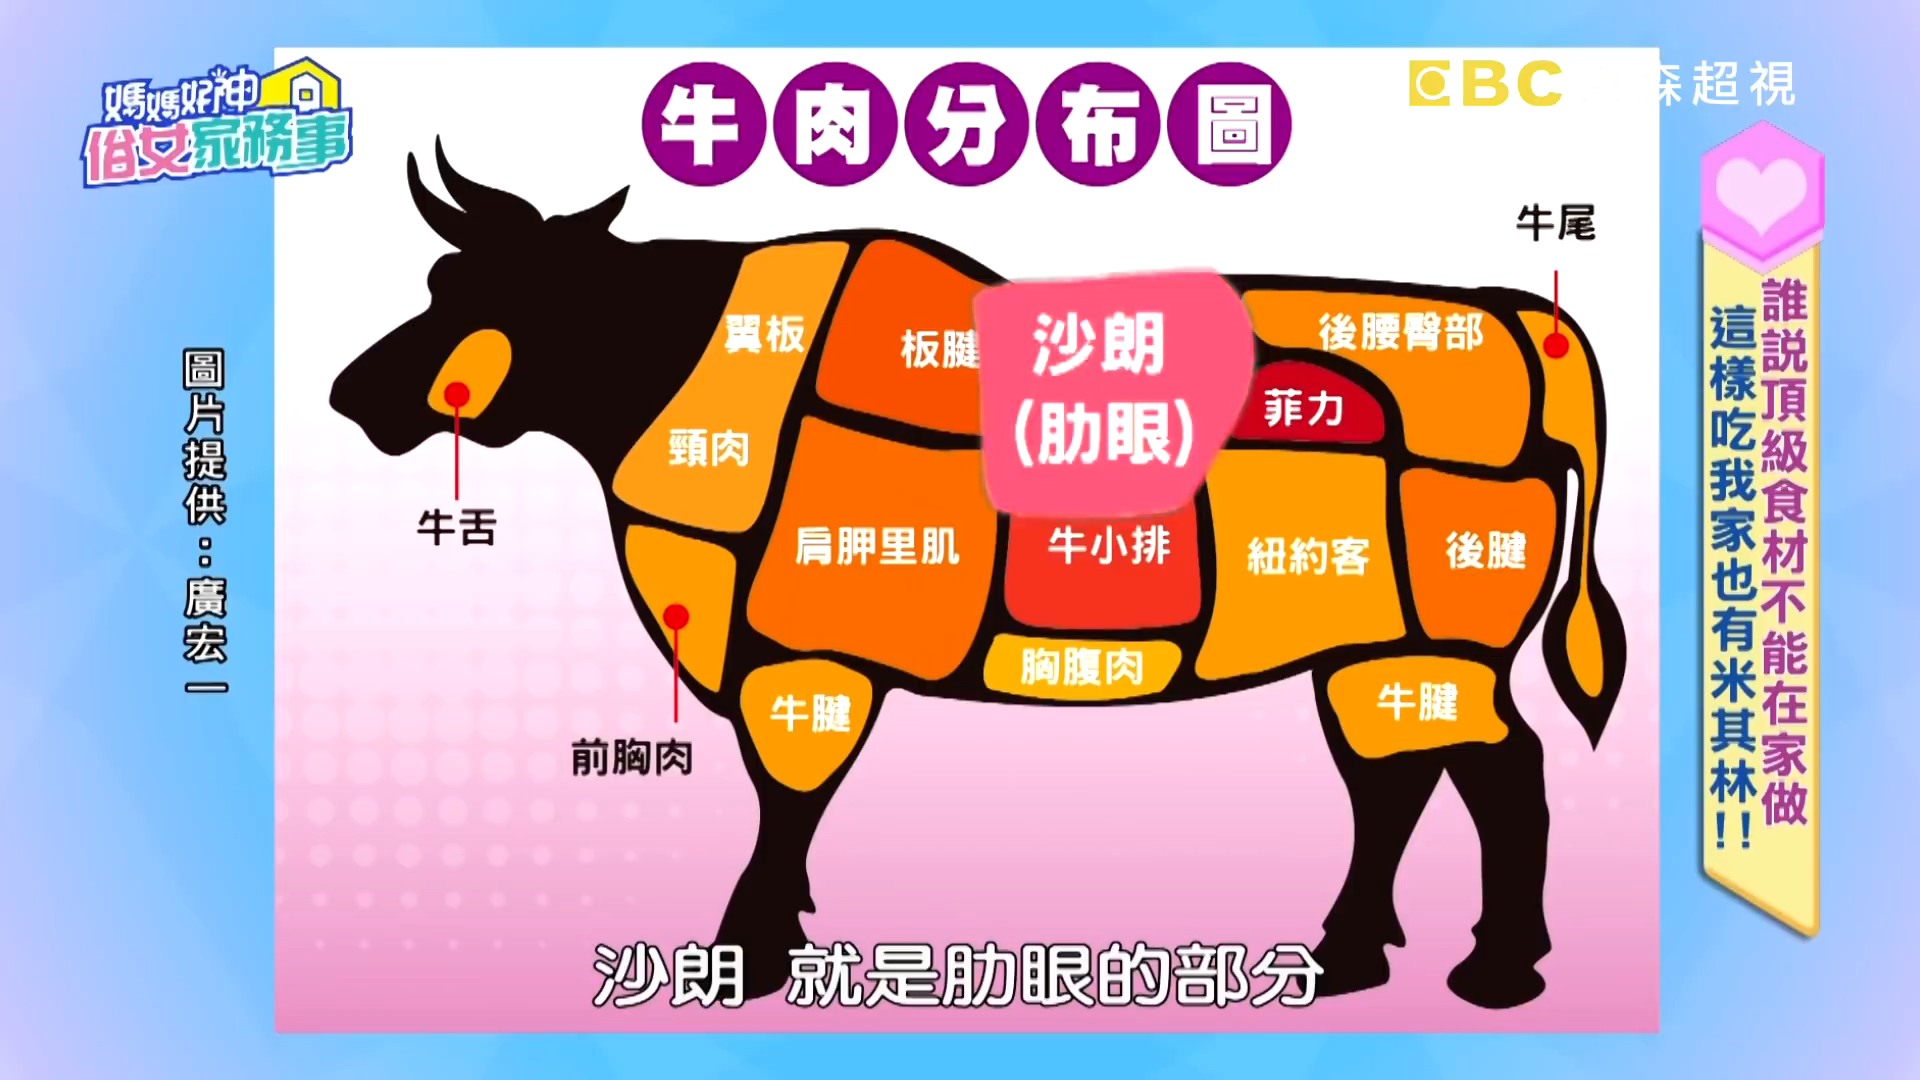 媽媽好神
俗女家務事
牛肉分布圖
EBC
森超視
牛尾
翼板
板腱
沙朗
(肋眼)
後腰臀部
菲力
頸肉
牛舌
肩胛里肌
牛小排
紐約客
後腱
胸腹肉
牛腱
牛腱
前胸肉
圖片提供：廣宏一
誰說頂級食材不能在家做
這樣吃我家也有米其林!!
沙朗 就是肋眼的部分